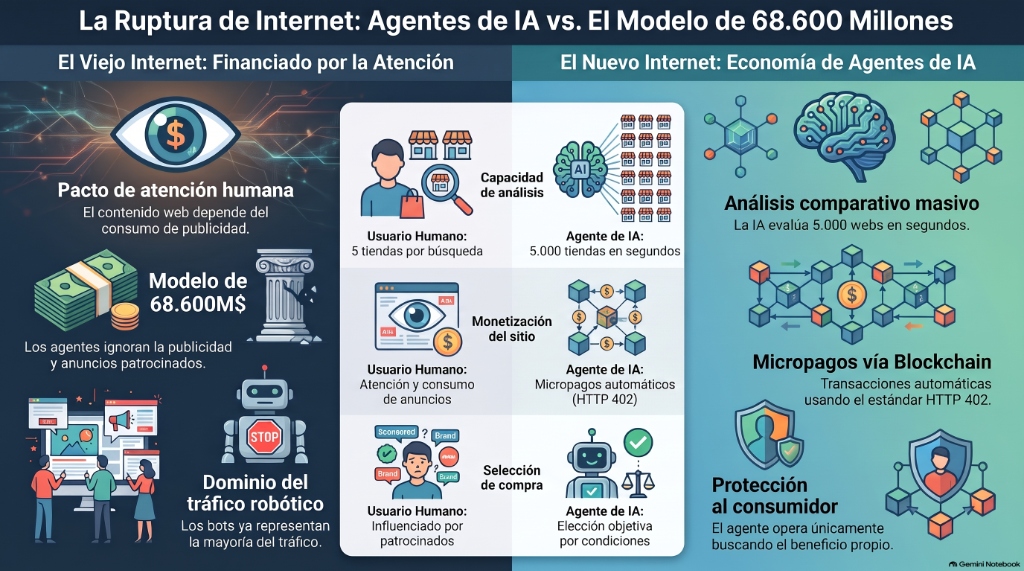 La Ruptura de Internet: Agentes de IA vs. El Modelo de 68.600 Millones
El Viejo Internet: Financiado por la Atención
El Nuevo Internet: Economía de Agentes de IA
$
Pacto de atención humana
El contenido web depende del
consumo de publicidad.
Modelo de
68.600M$
Los agentes ignoran la publicidad
y anuncios patrocinados.
STOP
Dominio del
tráfico robótico
Los bots ya representan
la mayoría del tráfico.
Capacidad
de análisis
AI
Usuario Humano:
5 tiendas por búsqueda
Agente de IA:
5.000 tiendas en segundos
$
Monetización
del sitio
$
$
$
Usuario Humano:
Atención y consumo
de anuncios
Agente de IA:
Micropagos automáticos
(HTTP 402)
Sconsored
?
Brand
Brand
?
Brand
Selección
de compra
Usuario Humano:
Influenciado por
patrocinados
Agente de IA:
Elección objetiva
por condiciones
Análisis comparativo masivo
La IA evalúa 5.000 webs en segundos.
$
Micropagos vía Blockchain
Transacciones automáticas
usando el estándar HTTP 402.
Protección
al consumidor
El agente opera únicamente
buscando el beneficio propio.
Gemini Notebook